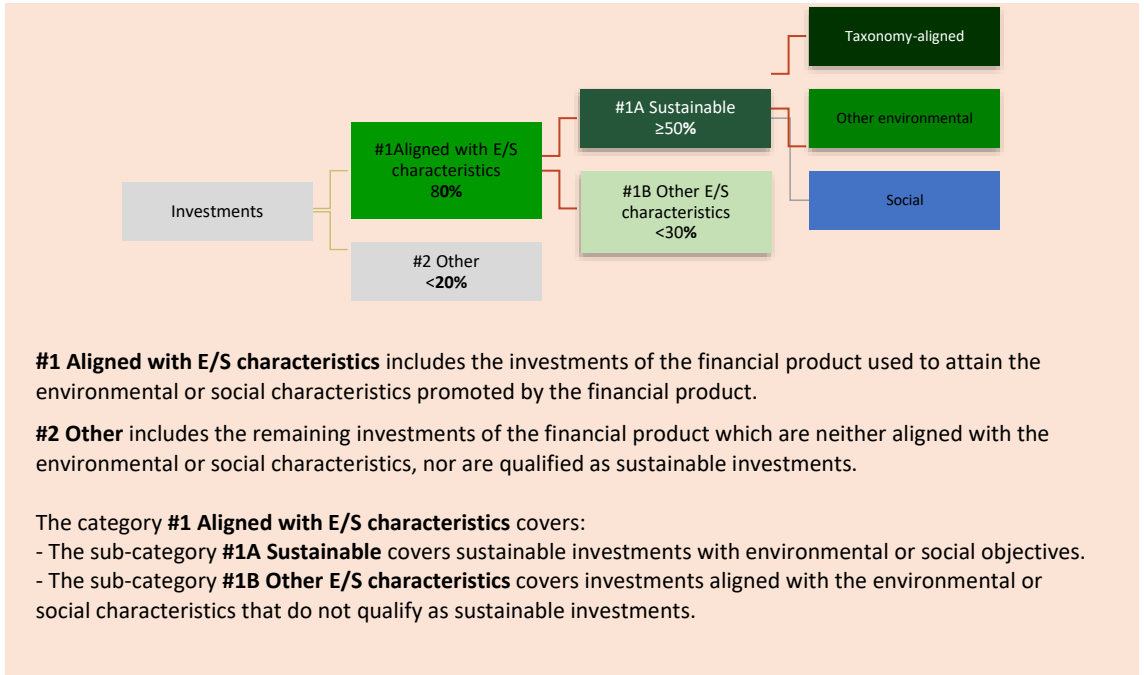 Taxonomy-aligned
#1A Sustainable
≥50%
Other environmental
#1Aligned with E/S
characteristics
80%
#1B Other E/S
characteristics
<30%
Social
Investments
#2 Other
<20%
#1 Aligned with E/S characteristics includes the investments of the financial product used to attain the
environmental or social characteristics promoted by the financial product.
#2 Other includes the remaining investments of the financial product which are neither aligned with the
environmental or social characteristics, nor are qualified as sustainable investments.
The category #1 Aligned with E/S characteristics covers:
- The sub-category #1A Sustainable covers sustainable investments with environmental or social objectives.
- The sub-category #1B Other E/S characteristics covers investments aligned with the environmental or
social characteristics that do not qualify as sustainable investments.